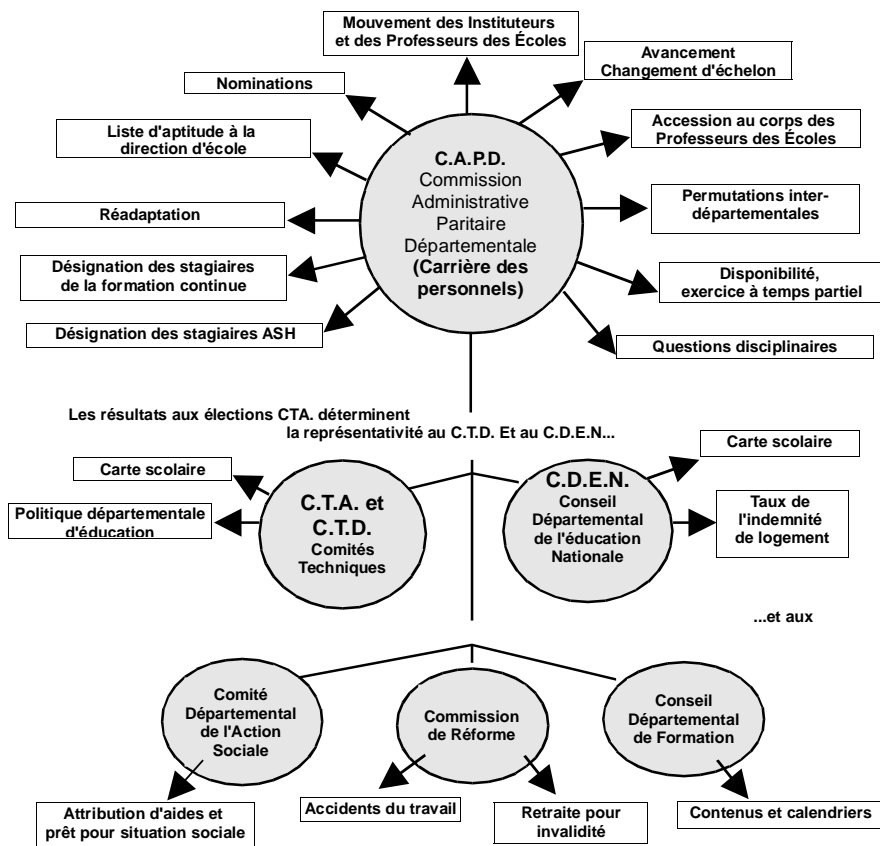 Mouvement des Instituteurs
et des Professeurs des Écoles
Avancement
Changement d'échelon
Nominations
Liste d'aptitude à la
direction d'école
Accession au corps des
Professeurs des Écoles
C.A.P.D.
Commission
Administrative
Paritaire
Départementale
(Carrière des
personnels)
Réadaptation
Permutations inter-
départementales
Désignation des stagiaires
de la formation continue
Disponibilité,
exercice à temps partiel
Désignation des stagiaires ASH
Questions disciplinaires
Les résultats aux élections CTA. déterminent
la représentativité au C.T.D. Et au C.D.E.N...
Carte scolaire
Politique départementale
d'éducation
C.T.A. et
C.T.D.
Comités
Techniques
C.D.E.N.
Conseil
Départemental
de l'éducation
Nationale
Carte scolaire
Taux de
l'indemnité
de logement
...et aux
Comité
Départemental
de l'Action
Sociale
Commission
de Réforme
Conseil
Départemental
de Formation
Attribution d'aides et
prêt pour situation sociale
Accidents du travail
Retraite pour
invalidité
Contenus et calendriers